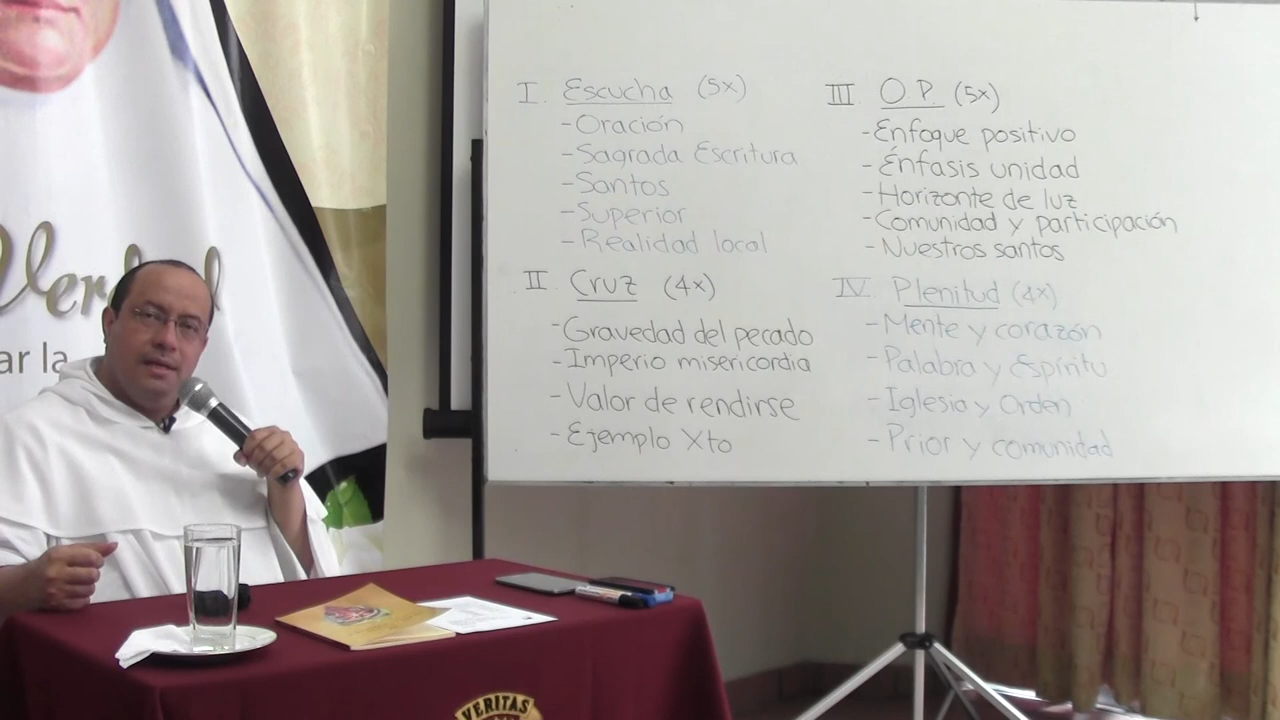 I. Escucha (5x)
- Oración
- Sagrada Escritura
- Santos
- Superior
- Realidad local
II Cruz (4x)
- Gravedad del pecado
- Imperio misericordia
- Valor de rendirse
- Ejemplo Xto
III O.P. (5x)
- Enfoque positivo
- Énfasis unidad
- Horizonte de luz
- Comunidad y participación
- Nuestros santos
IV. Plenitud (4x)
- Mente y corazón
- Palabra y Espíritu
- Iglesia y Orden
- Prior y comunidad
ar la
VERITAS